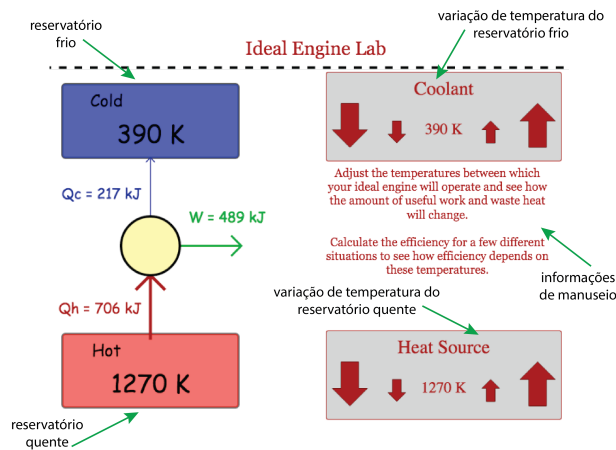 reservatório
frio
variação de temperatura do
reservatório frio
Ideal Engine Lab
Cold
390 K
Coolant
390 K
Qc = 217 kJ
W = 489 kJ
Qh = 706 kJ
Adjust the temperatures between which
your ideal engine will operate and see how
the amount of useful work and waste heat
will change.
Calculate the efficiency for a few different
situations to see how efficiency depends on
these temperatures.
informações
de manuseio
variação de temperatura do
reservatório quente
Hot
1270 K
Heat Source
1270 K
reservatório
quente